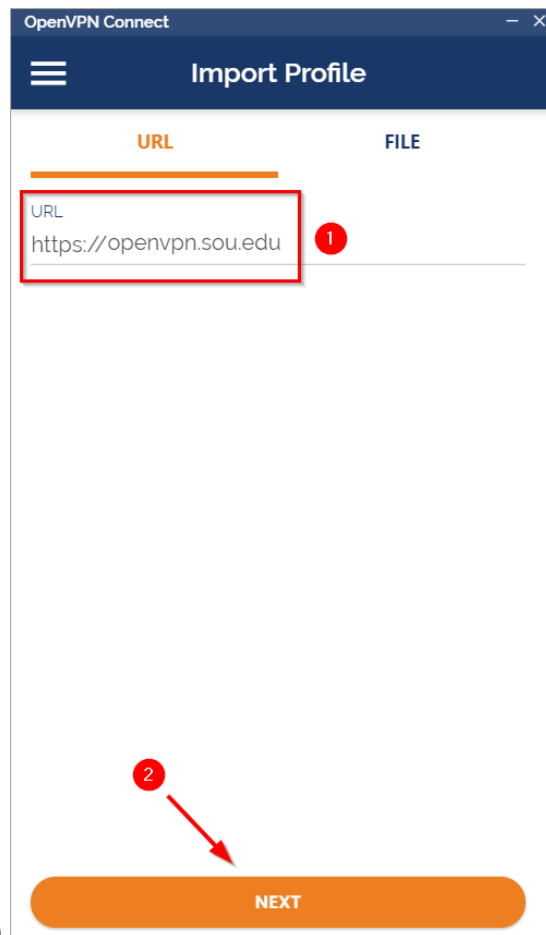 OpenVPN Connect
Import Profile
URL FILE
URL
https://openvpn.sou.edu
1
2
NEXT